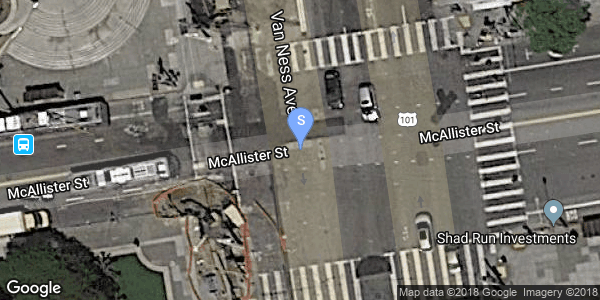 Van Ness Ave
S
101
McAllister St
McAllister St
McAllister St
Shad Run Investments
Google
Map data ©2018 Google Imagery ©2018